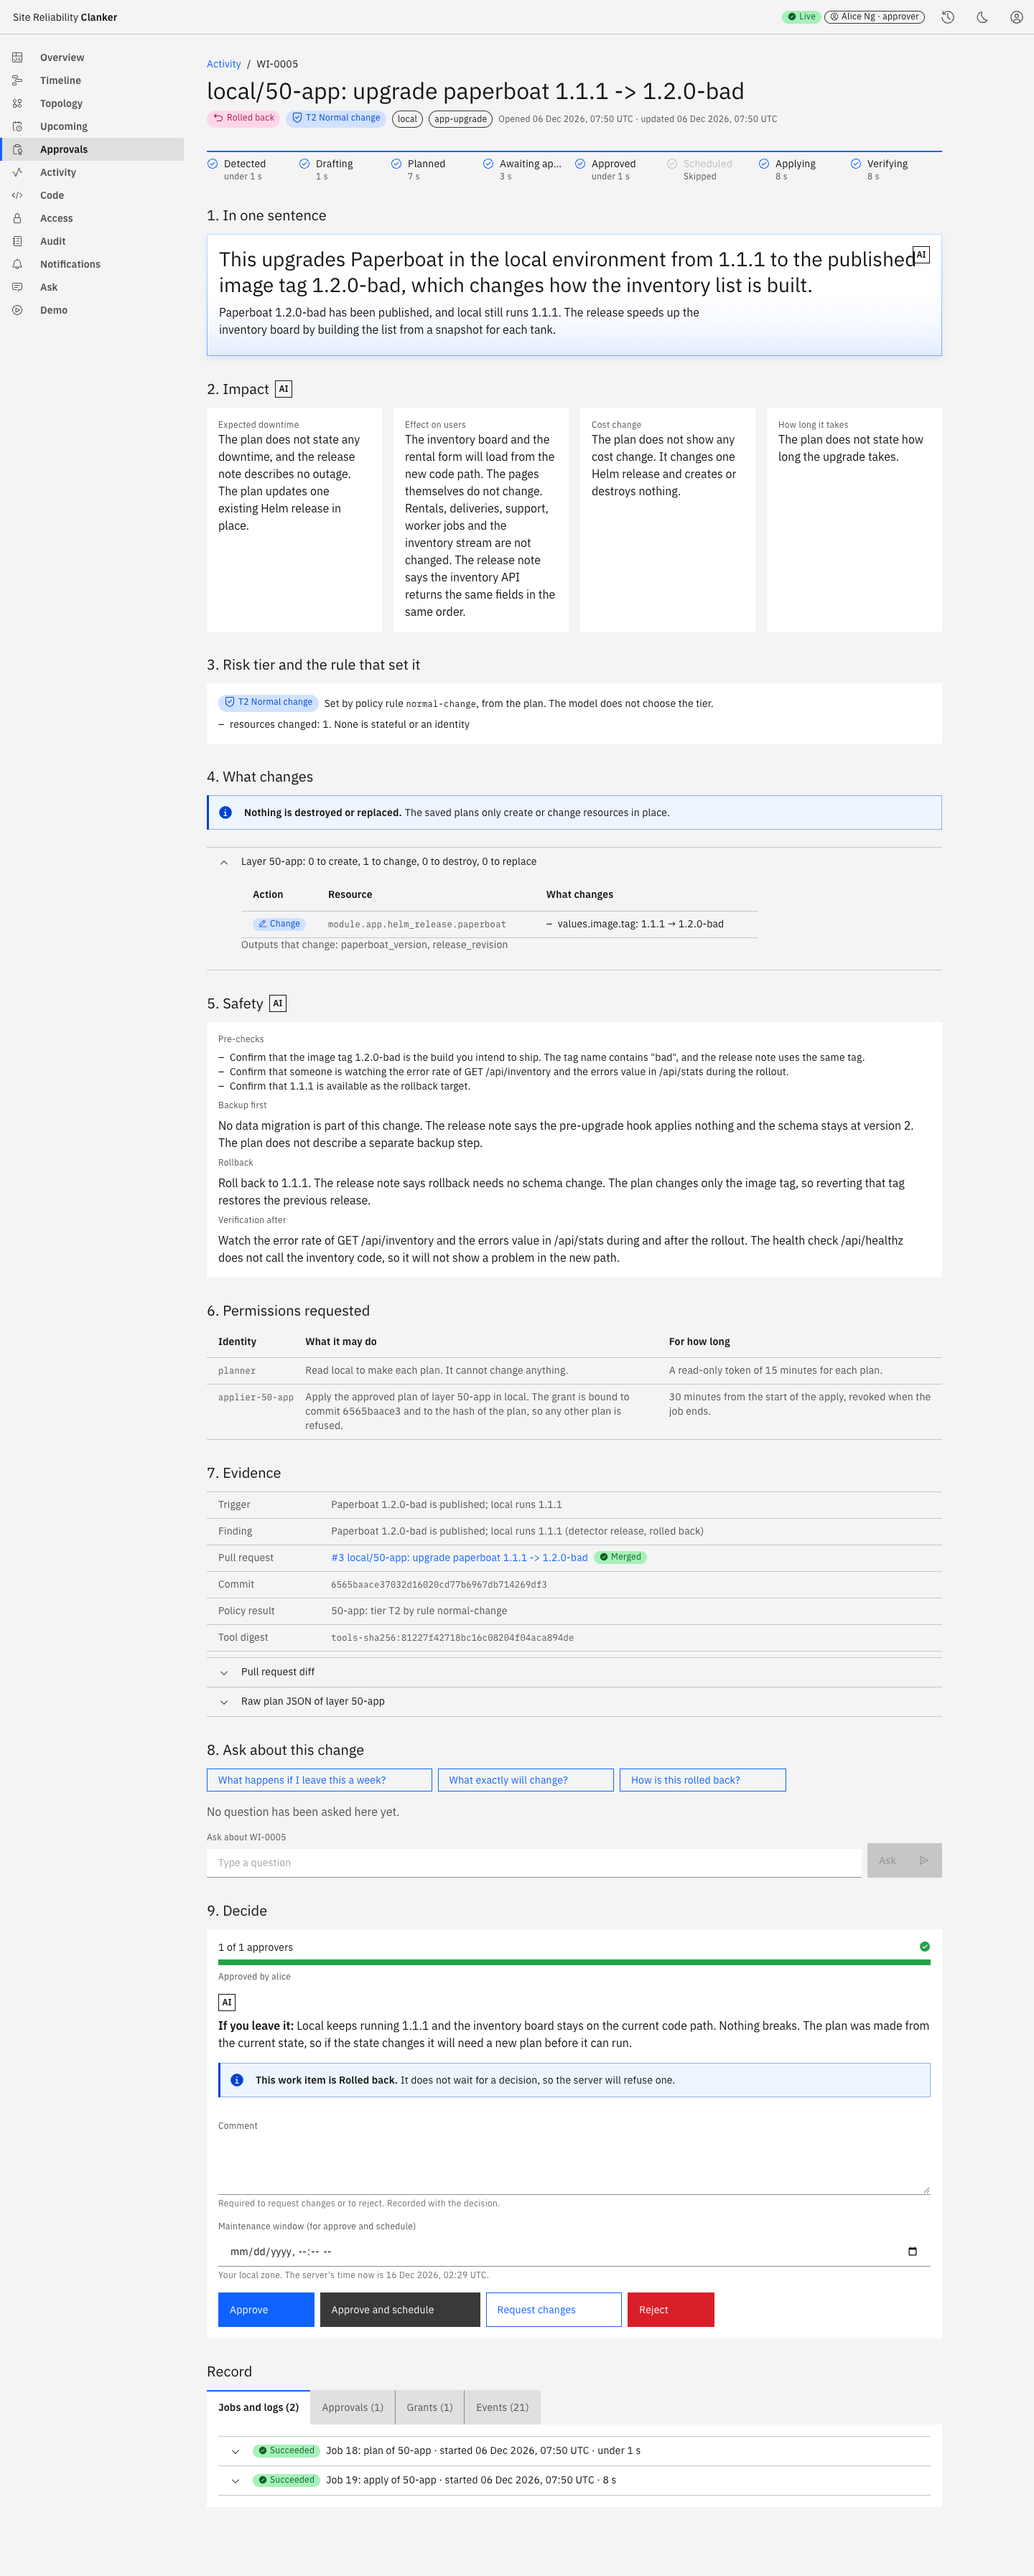 Site Reliability Clanker
Live
Alice Ng · approver
Overview
Timeline
Topology
Upcoming
Approvals
Activity
Code
Access
Audit
Notifications
Ask
Demo
Activity / WI-0005
local/50-app: upgrade paperboat 1.1.1 -> 1.2.0-bad
Rolled back
T2 Normal change
local
app-upgrade
Opened 06 Dec 2026, 07:50 UTC · updated 06 Dec 2026, 07:50 UTC
Detected
under 1 s
Drafting
1 s
Planned
7 s
Awaiting ap...
3 s
Approved
under 1 s
Scheduled
Skipped
Applying
8 s
Verifying
8 s
1. In one sentence
This upgrades Paperboat in the local environment from 1.1.1 to the published
AI
image tag 1.2.0-bad, which changes how the inventory list is built.
Paperboat 1.2.0-bad has been published, and local still runs 1.1.1. The release speeds up the
inventory board by building the list from a snapshot for each tank.
2. Impact AI
Expected downtime
The plan does not state any
downtime, and the release
note describes no outage.
The plan updates one
existing Helm release in
place.
Effect on users
The inventory board and the
rental form will load from the
new code path. The pages
themselves do not change.
Rentals, deliveries, support,
worker jobs and the
inventory stream are not
changed. The release note
says the inventory API
returns the same fields in the
same order.
Cost change
The plan does not show any
cost change. It changes one
Helm release and creates or
destroys nothing.
How long it takes
The plan does not state how
long the upgrade takes.
3. Risk tier and the rule that set it
T2 Normal change Set by policy rule normal-change, from the plan. The model does not choose the tier.
– resources changed: 1. None is stateful or an identity
4. What changes
Nothing is destroyed or replaced. The saved plans only create or change resources in place.
Layer 50-app: 0 to create, 1 to change, 0 to destroy, 0 to replace
Action Resource What changes
Change module.app.helm_release.paperboat – values.image.tag: 1.1.1 → 1.2.0-bad
Outputs that change: paperboat_version, release_revision
5. Safety AI
Pre-checks
– Confirm that the image tag 1.2.0-bad is the build you intend to ship. The tag name contains "bad", and the release note uses the same tag.
– Confirm that someone is watching the error rate of GET /api/inventory and the errors value in /api/stats during the rollout.
– Confirm that 1.1.1 is available as the rollback target.
Backup first
No data migration is part of this change. The release note says the pre-upgrade hook applies nothing and the schema stays at version 2.
The plan does not describe a separate backup step.
Rollback
Roll back to 1.1.1. The release note says rollback needs no schema change. The plan changes only the image tag, so reverting that tag
restores the previous release.
Verification after
Watch the error rate of GET /api/inventory and the errors value in /api/stats during and after the rollout. The health check /api/healthz
does not call the inventory code, so it will not show a problem in the new path.
6. Permissions requested
Identity What it may do For how long
planner Read local to make each plan. It cannot change anything. A read-only token of 15 minutes for each plan.
applier-50-app Apply the approved plan of layer 50-app in local. The grant is bound to 30 minutes from the start of the apply, revoked when the
commit 6565baace3 and to the hash of the plan, so any other plan is job ends.
refused.
7. Evidence
Trigger Paperboat 1.2.0-bad is published; local runs 1.1.1
Finding Paperboat 1.2.0-bad is published; local runs 1.1.1 (detector release, rolled back)
Pull request #3 local/50-app: upgrade paperboat 1.1.1 -> 1.2.0-bad Merged
Commit 6565baace37032d16020cd77b6967db714269df3
Policy result 50-app: tier T2 by rule normal-change
Tool digest tools-sha256:81227f42718bc16c08204f04aca894de
Pull request diff
Raw plan JSON of layer 50-app
8. Ask about this change
What happens if I leave this a week?
What exactly will change?
How is this rolled back?
No question has been asked here yet.
Ask about WI-0005
Type a question
Ask
9. Decide
1 of 1 approvers
Approved by alice
AI
If you leave it: Local keeps running 1.1.1 and the inventory board stays on the current code path. Nothing breaks. The plan was made from
the current state, so if the state changes it will need a new plan before it can run.
This work item is Rolled back. It does not wait for a decision, so the server will refuse one.
Comment
Required to request changes or to reject. Recorded with the decision.
Maintenance window (for approve and schedule)
mm/dd/yyyy, --:-- --
Your local zone. The server's time now is 16 Dec 2026, 02:29 UTC.
Approve
Approve and schedule
Request changes
Reject
Record
Jobs and logs (2)
Approvals (1)
Grants (1)
Events (21)
Succeeded Job 18: plan of 50-app · started 06 Dec 2026, 07:50 UTC · under 1 s
Succeeded Job 19: apply of 50-app · started 06 Dec 2026, 07:50 UTC · 8 s